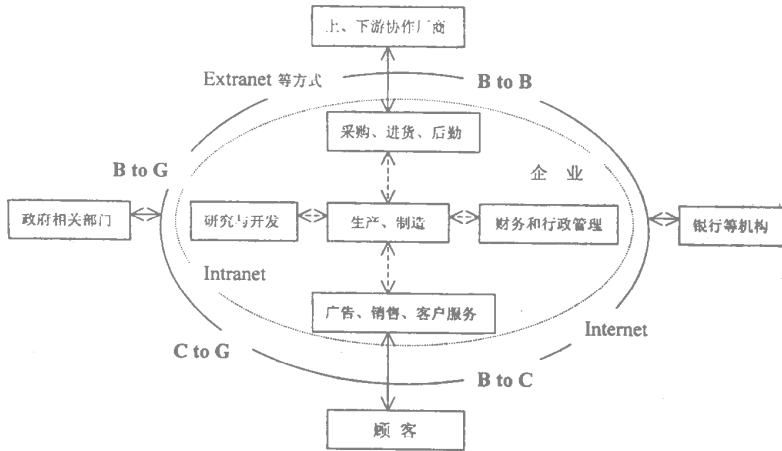 上、下游协作厂商
Extranet 等方式
B to B
采购、进货、后勤
B to G
企 业
政府相关部门
研究与开发
生产、制造
财务和行政管理
银行等机构
Intranet
广告、销售、客户服务
Internet
C to G
B to C
顾 客